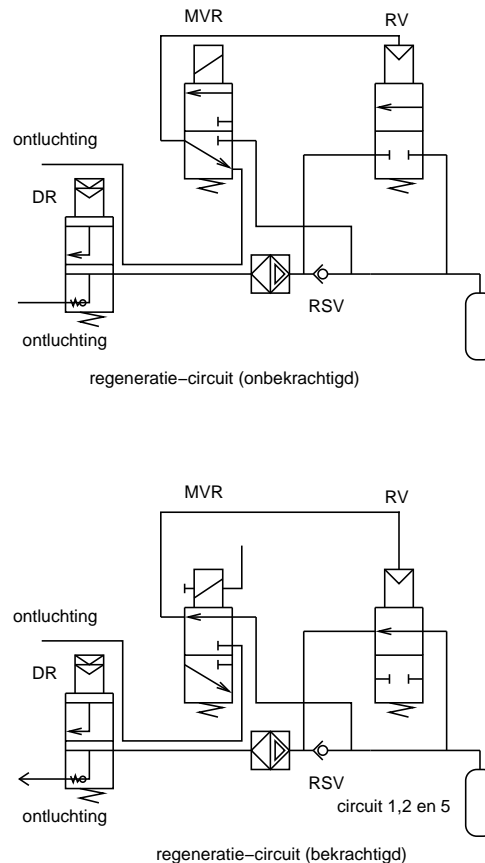 MVR
RV
ontluchting
DR
RSV
ontluchting
regeneratie−circuit (onbekrachtigd)
MVR
RV
ontluchting
DR
RSV
circuit 1,2 en 5
ontluchting
regeneratie−circuit (bekrachtigd)